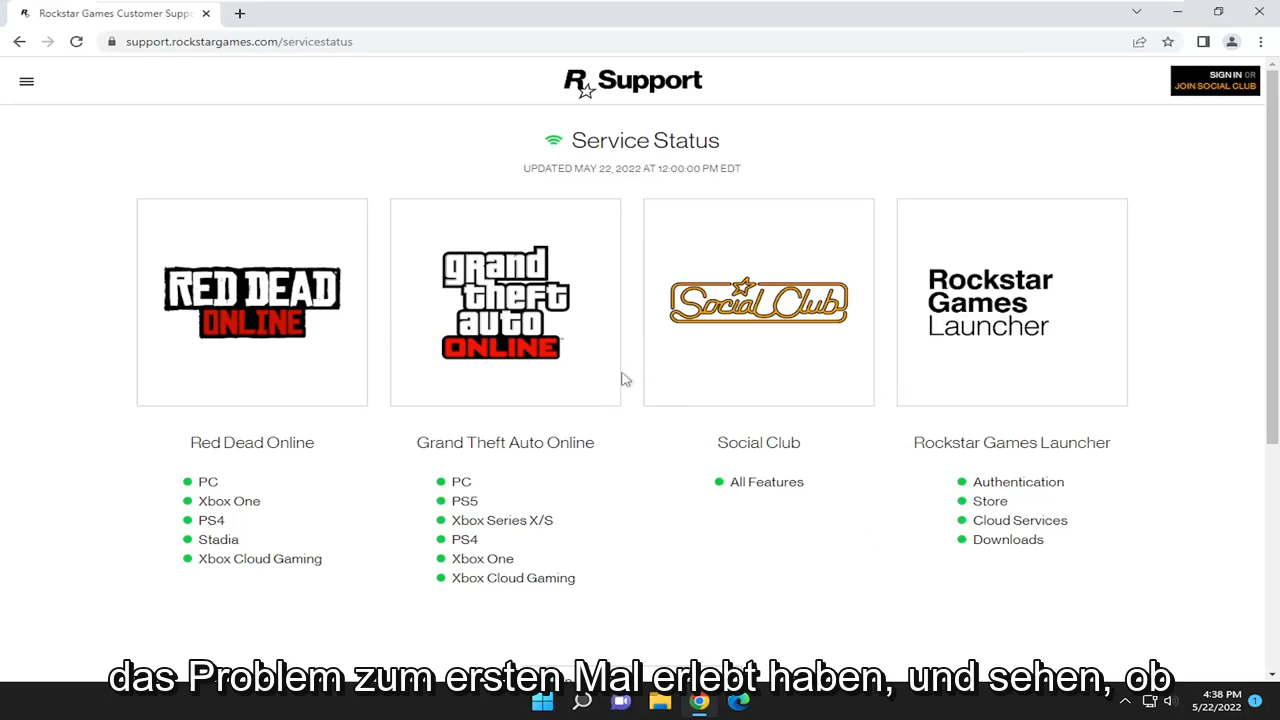 Rockstar Games Customer Suppo
support.rockstargames.com/servicestatus
R Support
SIGN IN OR
JOIN SOCIAL CLUB
Service Status
UPDATED MAY 22, 2022 AT 12:00:00 PM EDT
RED DEAD
ONLINE
grand
theft
auto
ONLINE
Social Club
Rockstar
Games
Launcher
Red Dead Online
PC
Xbox One
PS4
Stadia
Xbox Cloud Gaming
Grand Theft Auto Online
PC
PS5
Xbox Series X/S
PS4
Xbox One
Xbox Cloud Gaming
Social Club
All Features
Rockstar Games Launcher
Authentication
Store
Cloud Services
Downloads
das Problem zum ersten Mal erlebt haben, und sehen, ob
4:38 PM
5/22/2022
1